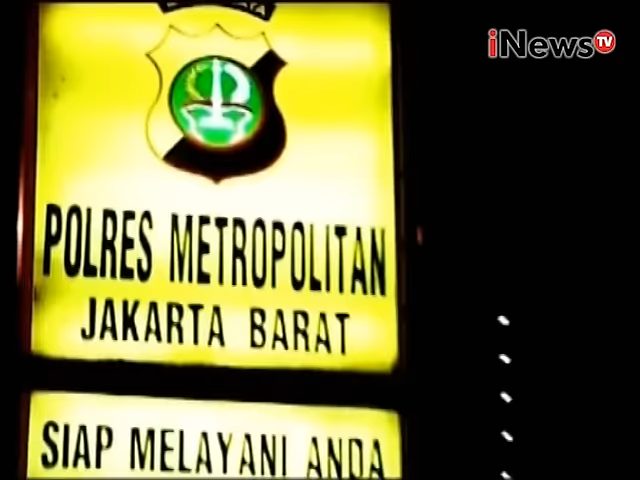 iNews TV
POLRES METROPOLITAN
JAKARTA BARAT
SIAP MELAYANI ANDA